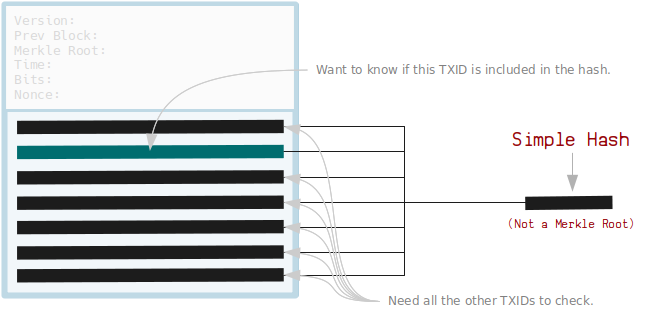 Version:
Prev Block:
Merkle Root:
Time:
Bits:
Nonce:
Want to know if this TXID is included in the hash.
Simple Hash
(Not a Merkle Root)
Need all the other TXIDs to check.